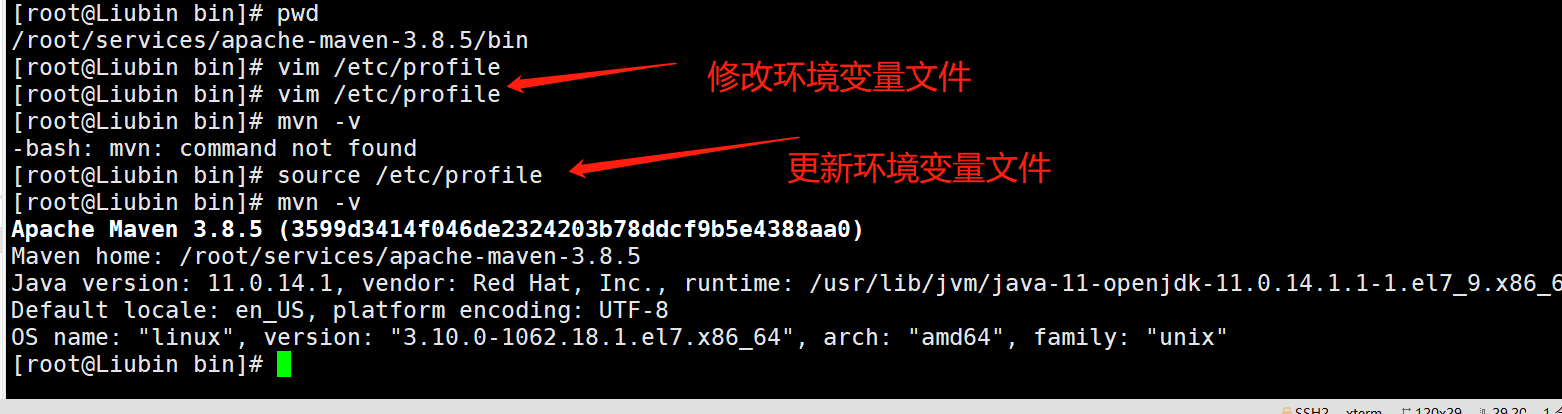 [root@Liubin bin]# pwd
/root/services/apache-maven-3.8.5/bin
[root@Liubin bin]# vim /etc/profile
修改环境变量文件
[root@Liubin bin]# vim /etc/profile
[root@Liubin bin]# mvn -v
-bash: mvn: command not found
[root@Liubin bin]# source /etc/profile
更新环境变量文件
[root@Liubin bin]# mvn -v
Apache Maven 3.8.5 (3599d3414f046de2324203b78ddcf9b5e4388aa0)
Maven home: /root/services/apache-maven-3.8.5
Java version: 11.0.14.1, vendor: Red Hat, Inc., runtime: /usr/lib/jvm/java-11-openjdk-11.0.14.1.1-1.el7_9.x86_6
Default locale: en_US, platform encoding: UTF-8
OS name: "linux", version: "3.10.0-1062.18.1.el7.x86_64", arch: "amd64", family: "unix"
[root@Liubin bin]#
SSH2 xterm 120x29